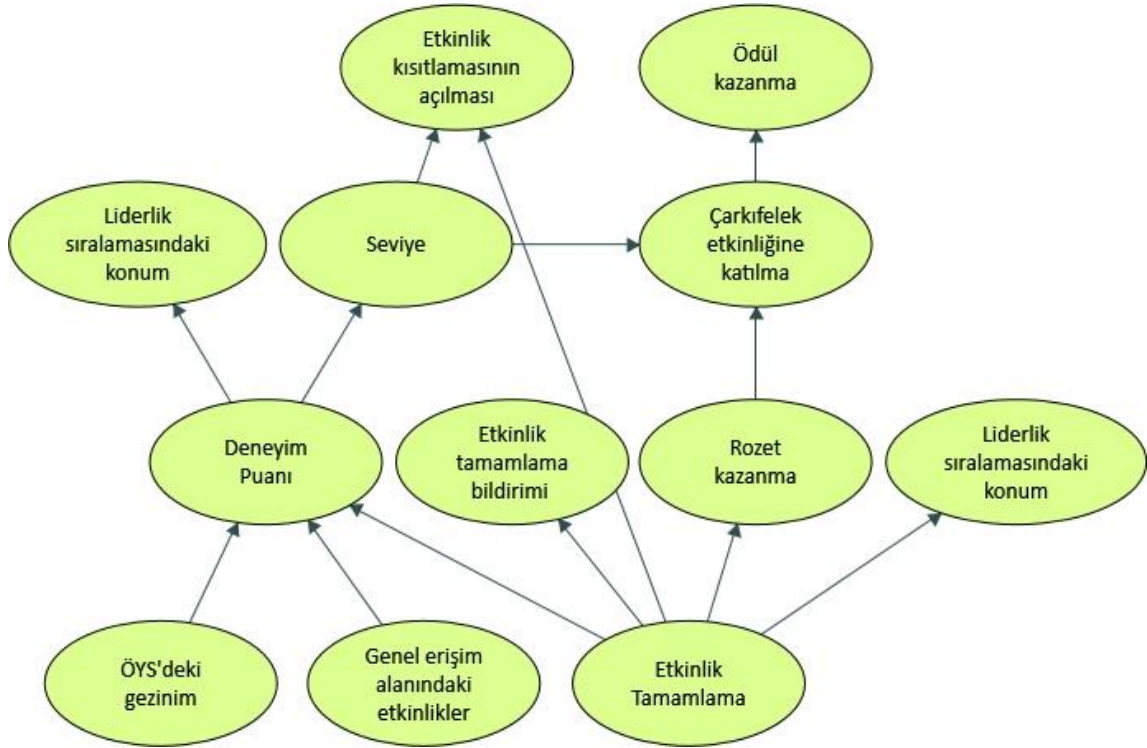 Etkinlik
kısıtlamasının
açılması
Ödül
kazanma
Liderlik
sıralamasındaki
konum
Seviye
Çarkıfelek
etkinliğine
katılma
Deneyim
Puanı
Etkinlik
tamamlama
bildirimi
Rozet
kazanma
Liderlik
sıralamasındaki
konum
ÖYS'deki
gezinim
Genel erişim
alanındaki
etkinlikler
Etkinlik
Tamamlama